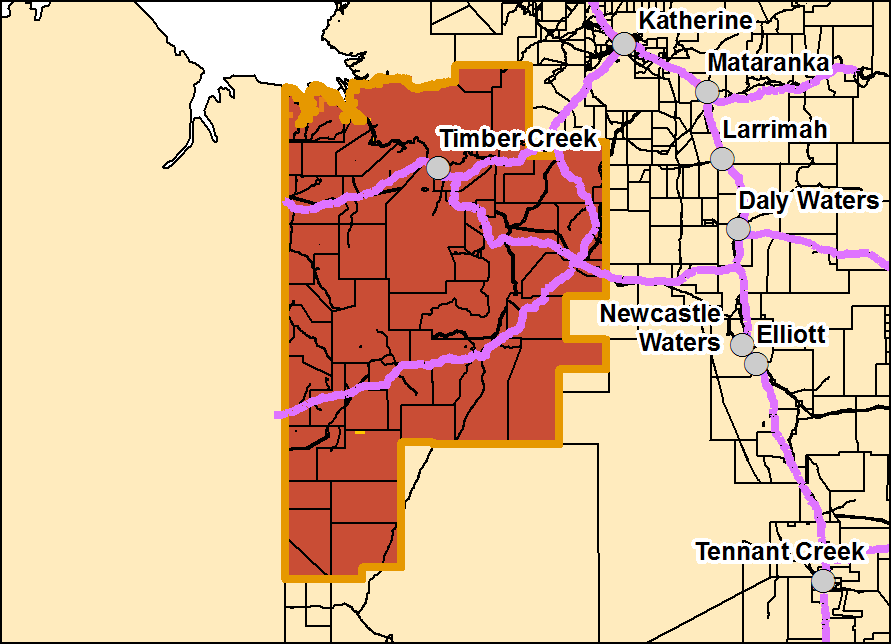 Katherine
Mataranka
Larrimah
Timber Creek
Daly Waters
Newcastle
Waters
Elliott
Tennant Creek